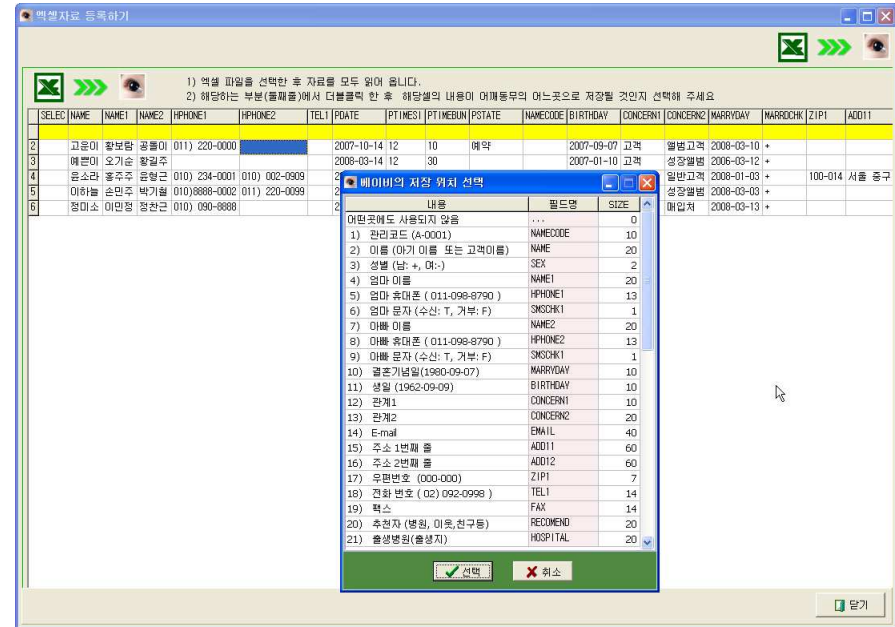 엑셀자료 등록하기
1) 엑셀 파일을 선택한 후 자료를 모두 읽어 옵니다.
2) 해당하는 부분(둘째줄)에서 더블클릭 한 후 해당셀의 내용이 어깨동무의 어느곳으로 저장될 것인지 선택해 주세요
SELEC NAME NAME1 NAME2 HPHONE1 HPHONE2 TEL1 PDATE PTIMESI PTIMEBUN PSTATE NAMECODE BIRTHDAY CONCERN1 CONCERN2 MARRYDAY MARRDCHK ZIP1 ADD11
2 고운이 황보람 공돌이 011) 220-0000 2007-10-14 12 10 예약 2007-09-07 고객 앨범고객 2008-03-10 +
3 예쁜이 오기순 황길주 2008-03-14 12 30 2007-01-10 고객 성장앨범 2006-03-12 +
4 윤소라 홍주주 윤형근 010) 234-0001 010) 002-0909 2 일반고객 2008-01-03 + 100-014 서울 중구
5 이하늘 손민주 박기철 010)8888-0002 011) 220-0099 2 성장앨범 2008-03-03 +
6 정미소 이민정 정찬근 010) 090-8888 2 매입처 2008-03-13 +
베이비의 저장 위치 선택
내용 필드명 SIZE
어떤곳에도 사용되지 않음 ... 0
1) 관리코드 (A-0001) NAMECODE 10
2) 이름 (아기 이름 또는 고객이름) NAME 20
3) 성별 (남: +, 여:-) SEX 2
4) 엄마 이름 NAME1 20
5) 엄마 휴대폰 ( 011-098-8790 ) HPHONE1 13
6) 엄마 문자 (수신: T, 거부: F) SMSCHK1 1
7) 아빠 이름 NAME2 20
8) 아빠 휴대폰 ( 011-098-8790 ) HPHONE2 13
9) 아빠 문자 (수신: T, 거부: F) SMSCHK1 1
10) 결혼기념일(1980-09-07) MARRYDAY 10
11) 생일 (1962-09-09) BIRTHDAY 10
12) 관계1 CONCERN1 10
13) 관계2 CONCERN2 20
14) E-mail EMAIL 40
15) 주소 1번째 줄 ADD11 60
16) 주소 2번째 줄 ADD12 60
17) 우편번호 (000-000) ZIP1 7
18) 전화 번호 ( 02) 092-0998 ) TEL1 14
19) 팩스 FAX 14
20) 추천자 (병원, 이웃,친구등) RECOMEND 20
21) 출생병원(출생지) HOSPITAL 20
선택 취소
닫기